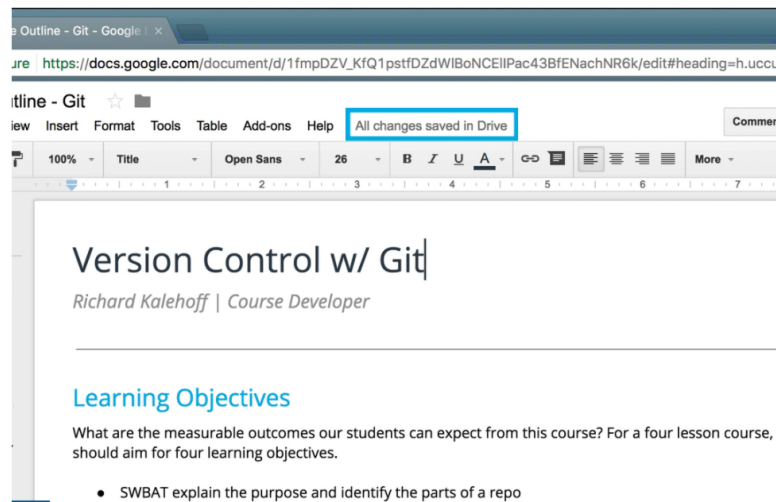 e Outline - Git - Google
ure https://docs.google.com/document/d/1fmpDZV_KfQ1pstfDZdWlBoNCEllPac43BfENachNR6k/edit#heading=h.uccu
utline - Git
iew Insert Format Tools Table Add-ons Help All changes saved in Drive Commen
100% Title Open Sans 26 B I U A More
1 2 3 4 5 6 7
Version Control w/ Git
Richard Kalehoff | Course Developer
Learning Objectives
What are the measurable outcomes our students can expect from this course? For a four lesson course,
should aim for four learning objectives.
● SWBAT explain the purpose and identify the parts of a repo